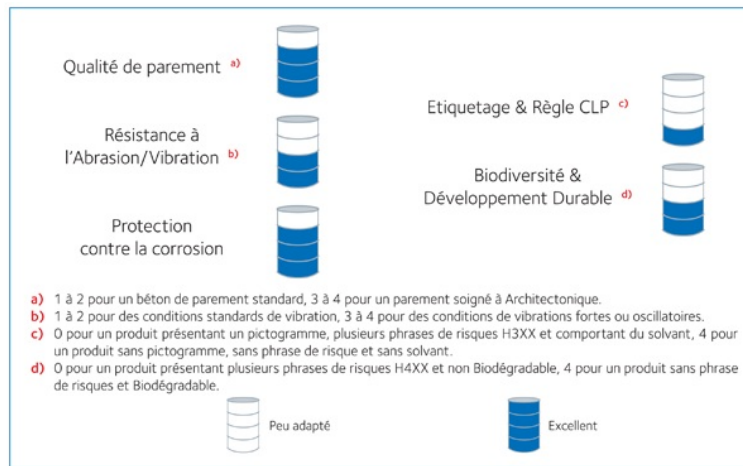 Qualité de parement a)
Résistance à
l'Abrasion/Vibration b)
Protection
contre la corrosion
Etiquetage & Règle CLP c)
Biodiversité &
Développement Durable d)
a) 1 à 2 pour un béton de parement standard, 3 à 4 pour un parement soigné à Architectonique.
b) 1 à 2 pour des conditions standards de vibration, 3 à 4 pour des conditions de vibrations fortes ou oscillatoires.
c) 0 pour un produit présentant un pictogramme, plusieurs phrases de risques H3XX et comportant du solvant, 4 pour
un produit sans pictogramme, sans phrase de risque et sans solvant.
d) 0 pour un produit présentant plusieurs phrases de risques H4XX et non Biodégradable, 4 pour un produit sans phrase
de risques et Biodégradable.
Peu adapté
Excellent